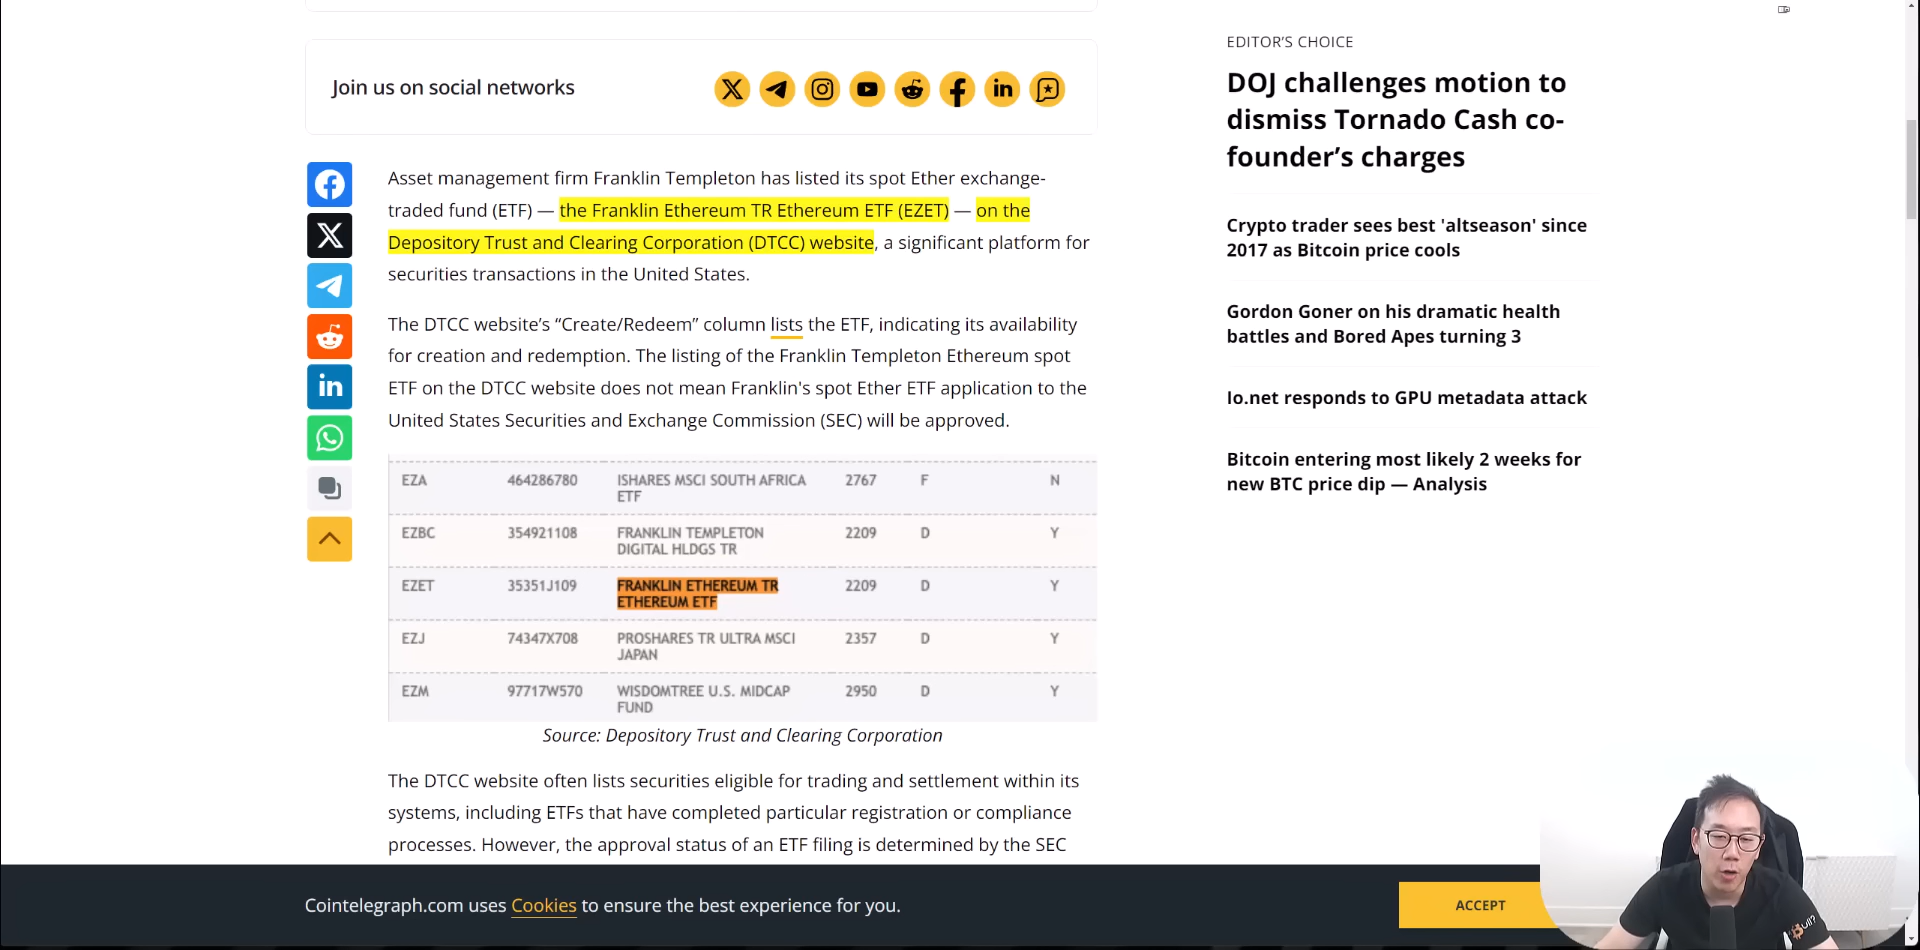 Join us on social networks
Asset management firm Franklin Templeton has listed its spot Ether exchange-
traded fund (ETF) — the Franklin Ethereum TR Ethereum ETF (EZET) — on the
Depository Trust and Clearing Corporation (DTCC) website, a significant platform for
securities transactions in the United States.
The DTCC website’s “Create/Redeem” column lists the ETF, indicating its availability
for creation and redemption. The listing of the Franklin Templeton Ethereum spot
ETF on the DTCC website does not mean Franklin's spot Ether ETF application to the
United States Securities and Exchange Commission (SEC) will be approved.
EZA 464286780 ISHARES MSCI SOUTH AFRICA 2767 F N
ETF
EZBC 354921108 FRANKLIN TEMPLETON 2209 D Y
DIGITAL HLDGS TR
EZET 35351J109 FRANKLIN ETHEREUM TR 2209 D Y
ETHEREUM ETF
EZJ 74347X708 PROSHARES TR ULTRA MSCI 2357 D Y
JAPAN
EZM 97717W570 WISDOMTREE U.S. MIDCAP 2950 D Y
FUND
Source: Depository Trust and Clearing Corporation
The DTCC website often lists securities eligible for trading and settlement within its
systems, including ETFs that have completed particular registration or compliance
processes. However, the approval status of an ETF filing is determined by the SEC
EDITOR’S CHOICE
DOJ challenges motion to
dismiss Tornado Cash co-
founder’s charges
Crypto trader sees best 'altseason' since
2017 as Bitcoin price cools
Gordon Goner on his dramatic health
battles and Bored Apes turning 3
Io.net responds to GPU metadata attack
Bitcoin entering most likely 2 weeks for
new BTC price dip — Analysis
Cointelegraph.com uses Cookies to ensure the best experience for you.
ACCEPT